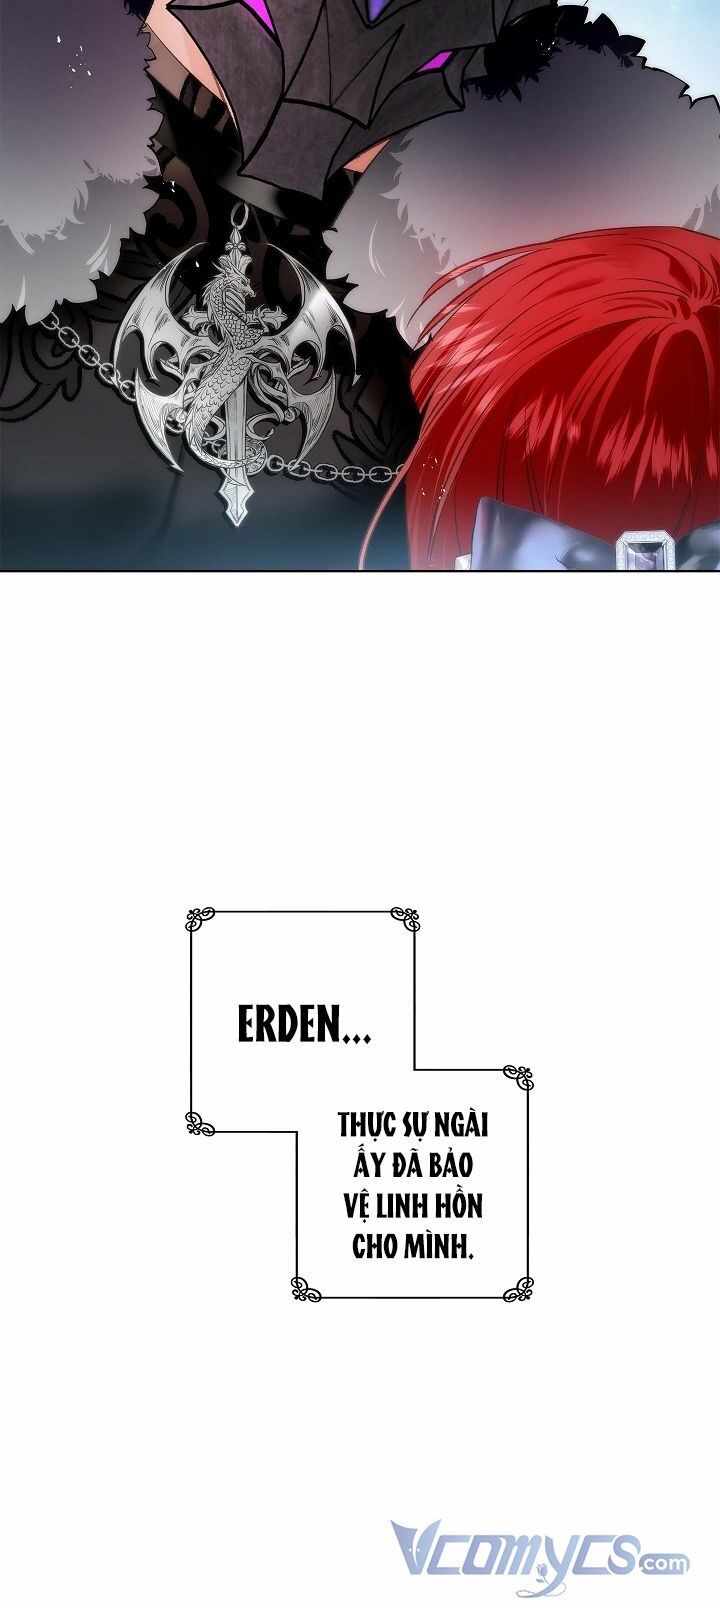 ERDEN...
THỰC SỰ NGÀI
ẤY ĐÃ BẢO
VỆ LINH HỒN
CHO MÌNH.
VCOMYCS.com